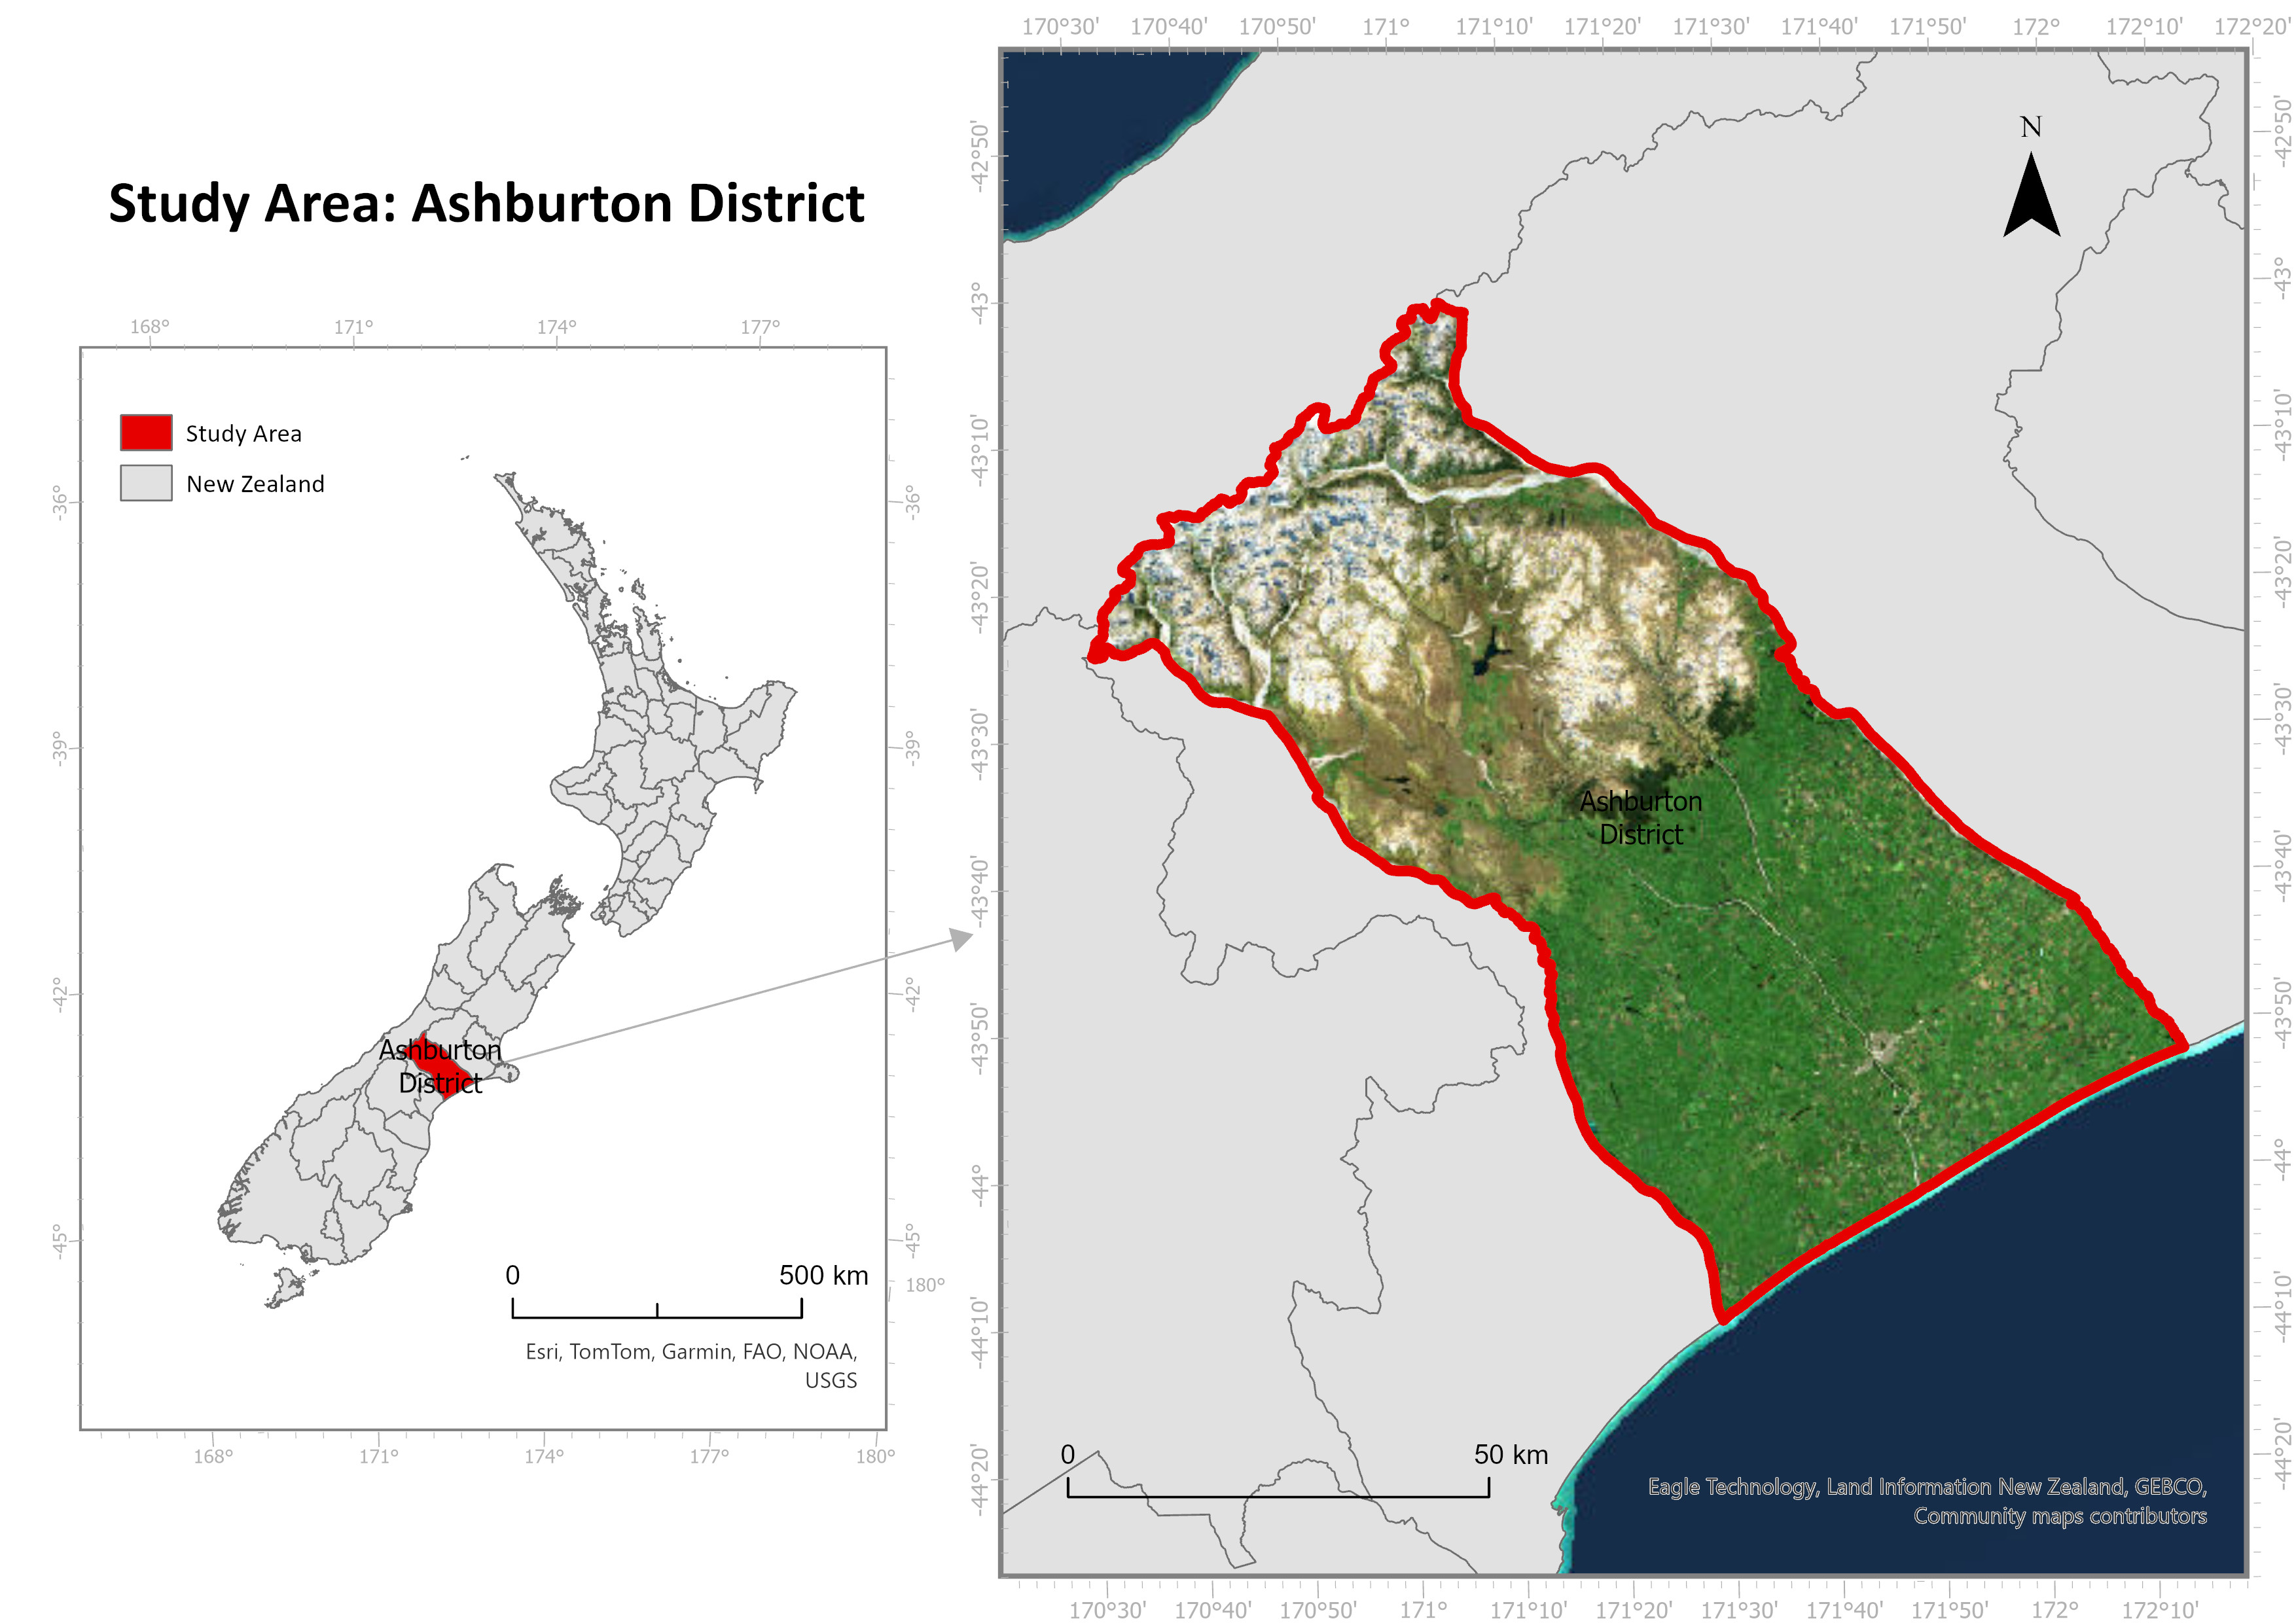 Study Area: Ashburton District
168° 171° 174° 177°
Study Area
New Zealand
-36° -36°
-39° -39°
-42° -42°
Ashburton
District
-45° -45°
0 500 km
180°
Esri, TomTom, Garmin, FAO, NOAA,
USGS
168° 171° 174° 177° 180°
170°30' 170°40' 170°50' 171° 171°10' 171°20' 171°30' 171°40' 171°50' 172° 172°10' 172°20'
N
-42°50' -42°50'
-43° -43°
-43°10' -43°10'
-43°20' -43°20'
-43°30' -43°30'
Ashburton
District
-43°40' -43°40'
-43°50' -43°50'
-44° -44°
-44°10' -44°10'
-44°20' -44°20'
0 50 km
Eagle Technology, Land Information New Zealand, GEBCO,
Community maps contributors
170°30' 170°40' 170°50' 171° 171°10' 171°20' 171°30' 171°40' 171°50' 172° 172°10'